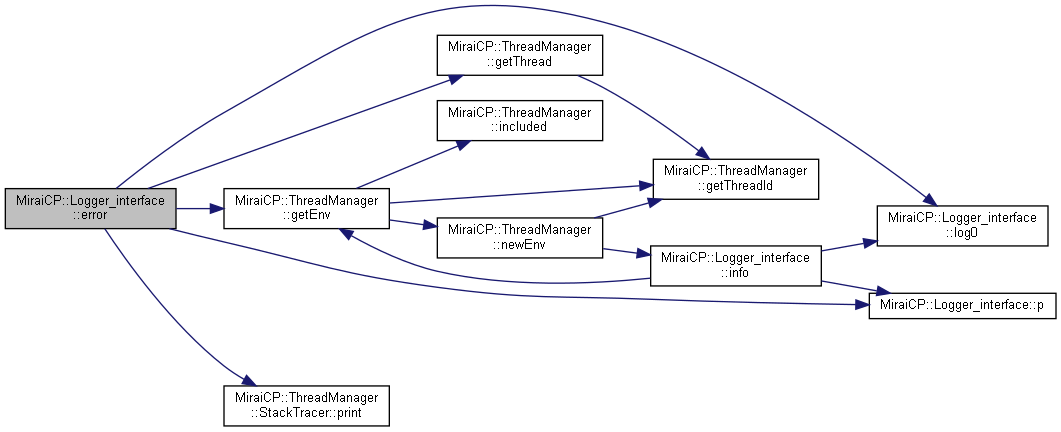 MiraiCP::ThreadManager
::getThread
MiraiCP::ThreadManager
::included
MiraiCP::ThreadManager
::getThreadId
MiraiCP::Logger_interface
::error
MiraiCP::ThreadManager
::getEnv
MiraiCP::Logger_interface
::log0
MiraiCP::ThreadManager
::newEnv
MiraiCP::Logger_interface
::info
MiraiCP::Logger_interface::p
MiraiCP::ThreadManager
::StackTracer::print